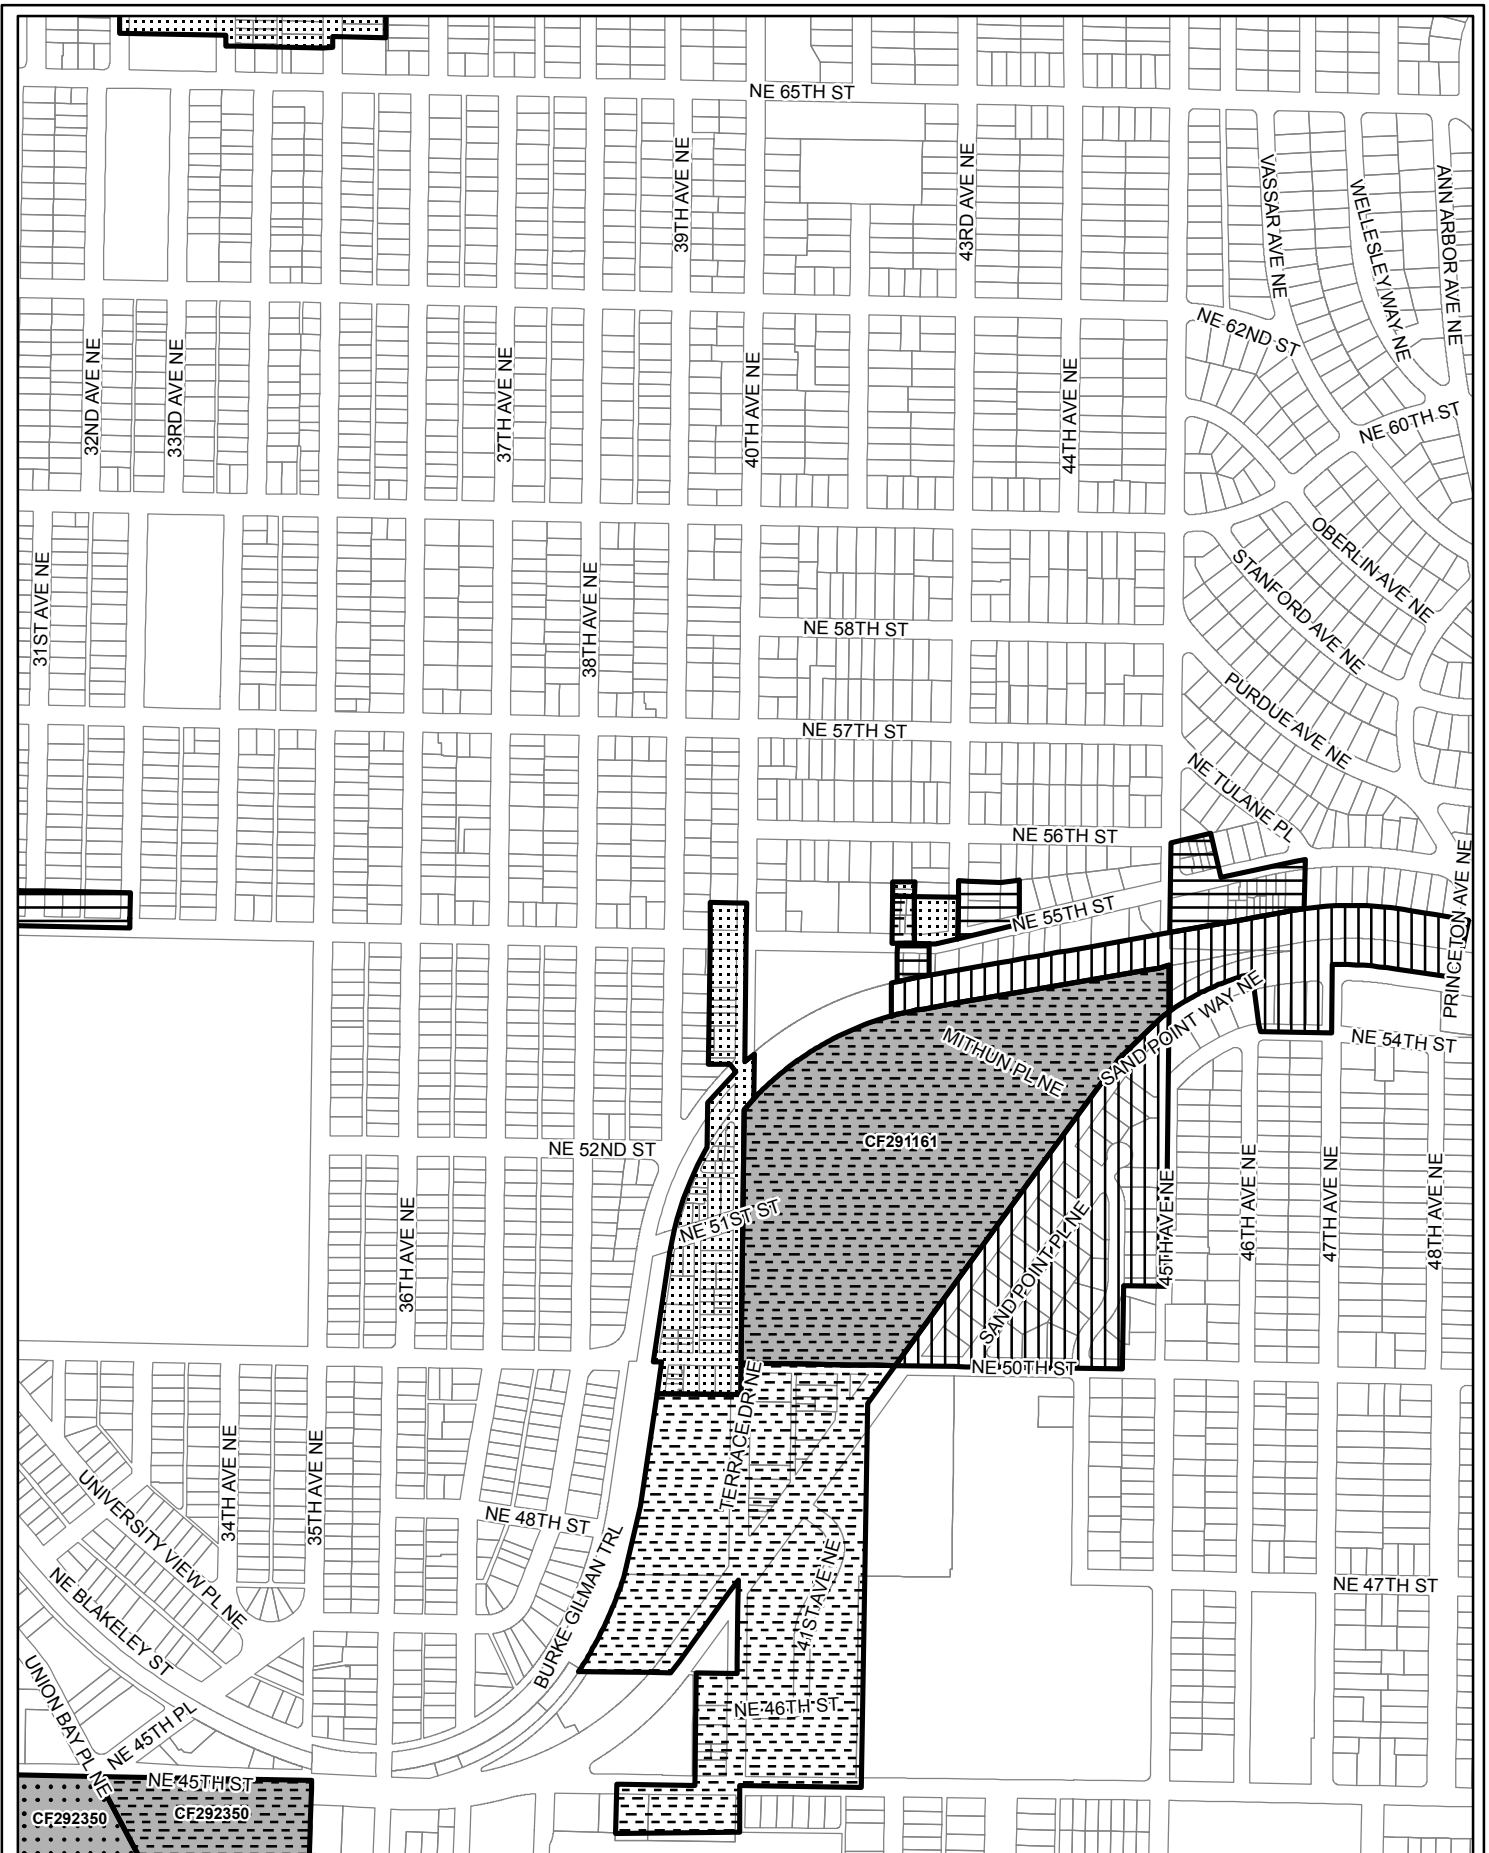 NE 65TH ST
39TH AVE NE
43RD AVE NE
VASSAR AVE NE
WELLESLEY WAY NE
ANN ARBOR AVE NE
NE 62ND ST
32ND AVE NE
33RD AVE NE
37TH AVE NE
40TH AVE NE
44TH AVE NE
NE 60TH ST
31ST AVE NE
38TH AVE NE
OBERLIN AVE NE
STANFORD AVE NE
NE 58TH ST
PURDUE AVE NE
NE 57TH ST
NE TULANE PL
NE 56TH ST
NE 55TH ST
PRINCETON AVE NE
SAND POINT WAY NE
MITHUN PL NE
NE 54TH ST
CF291161
NE 52ND ST
NE 51ST ST
36TH AVE NE
SAND POINT PL NE
45TH AVE NE
46TH AVE NE
47TH AVE NE
48TH AVE NE
NE 50TH ST
TERRACE DR NE
34TH AVE NE
35TH AVE NE
UNIVERSITY VIEW PL NE
NE 48TH ST
BURKE GILMAN TRL
41ST AVE NE
NE 47TH ST
NE BLAKELEY ST
UNION BAY PL NE
NE 45TH PL
NE 46TH ST
NE 45TH ST
CF292350
CF292350